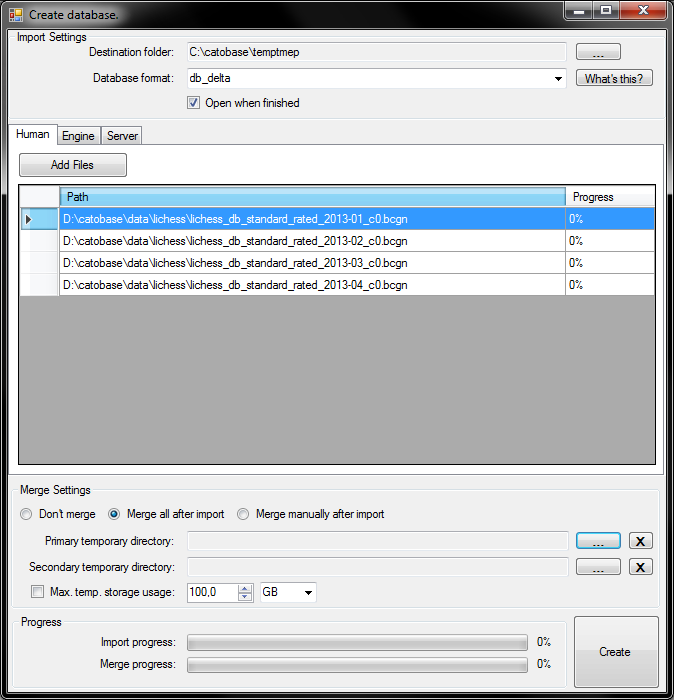 Create database.
Import Settings
Destination folder: C:\catobase\temptmep ...
Database format: db_delta What's this?
Open when finished
Human Engine Server
Add Files
Path Progress
D:\catobase\data\lichess\lichess_db_standard_rated_2013-01_c0.bcgn 0%
D:\catobase\data\lichess\lichess_db_standard_rated_2013-02_c0.bcgn 0%
D:\catobase\data\lichess\lichess_db_standard_rated_2013-03_c0.bcgn 0%
D:\catobase\data\lichess\lichess_db_standard_rated_2013-04_c0.bcgn 0%
Merge Settings
Don't merge Merge all after import Merge manually after import
Primary temporary directory: ... X
Secondary temporary directory: ... X
Max. temp. storage usage: 100,0 GB
Progress
Import progress: 0%
Merge progress: 0%
Create